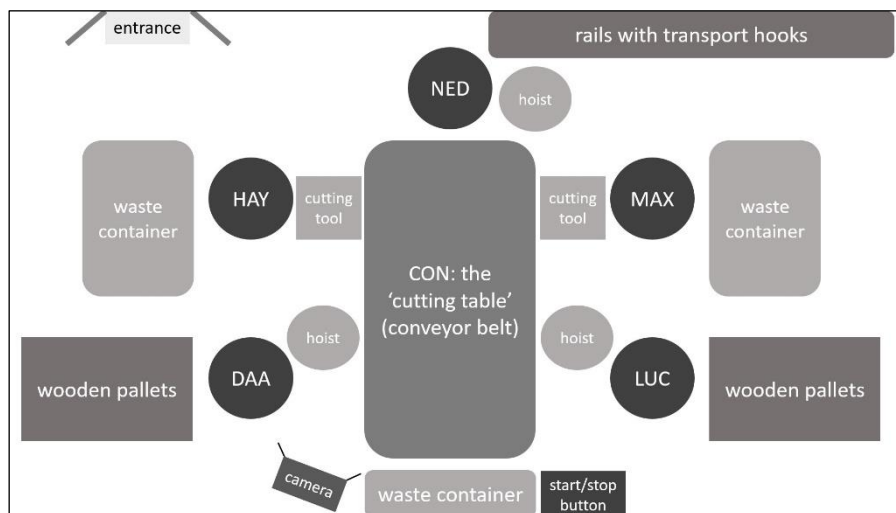 entrance
rails with transport hooks
NED
hoist
waste
container
HAY
cutting
tool
cutting
tool
MAX
waste
container
CON: the
‘cutting table’
(conveyor belt)
wooden pallets
DAA
hoist
hoist
LUC
wooden pallets
camera
waste container
start/stop
button